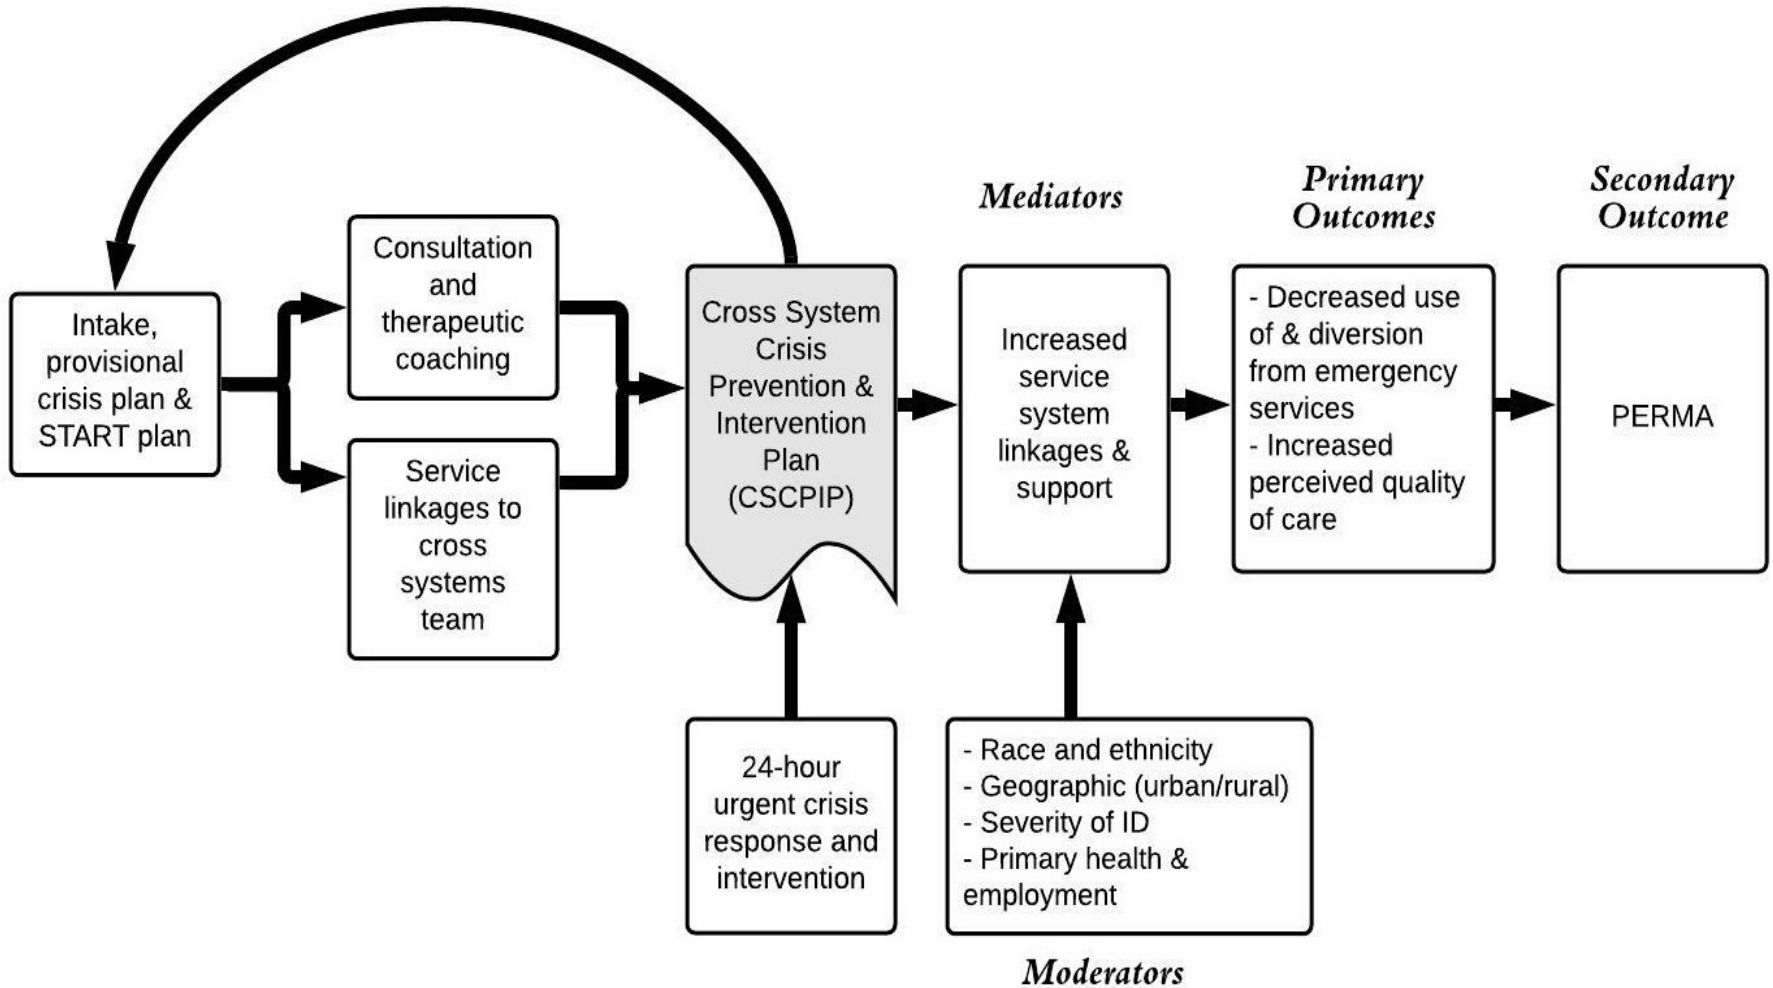 Intake,
provisional
crisis plan &
START plan
Consultation
and
therapeutic
coaching
Service
linkages to
cross
systems
team
Cross System
Crisis
Prevention &
Intervention
Plan
(CSCPIP)
24-hour
urgent crisis
response and
intervention
Mediators
Increased
service
system
linkages &
support
- Race and ethnicity
- Geographic (urban/rural)
- Severity of ID
- Primary health &
employment
Moderators
Primary
Outcomes
- Decreased use
of & diversion
from emergency
services
- Increased
perceived quality
of care
Secondary
Outcome
PERMA